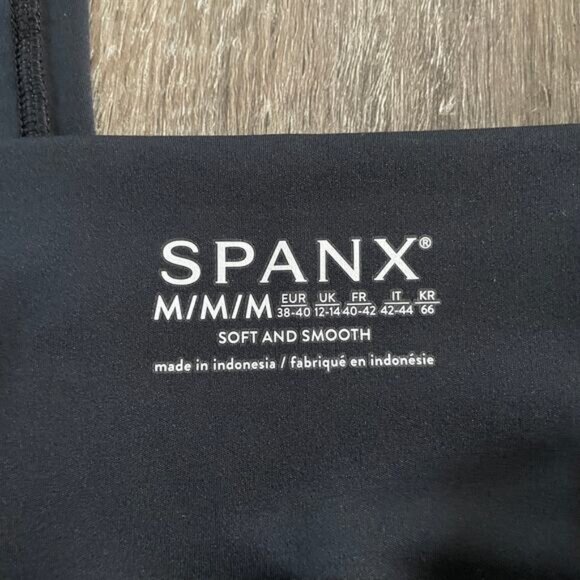 SPANX®
M/M/M EUR 38-40 UK 12-14 FR 40-42 IT 42-44 KR 66
SOFT AND SMOOTH
made in indonesia / fabriqué en indonésie